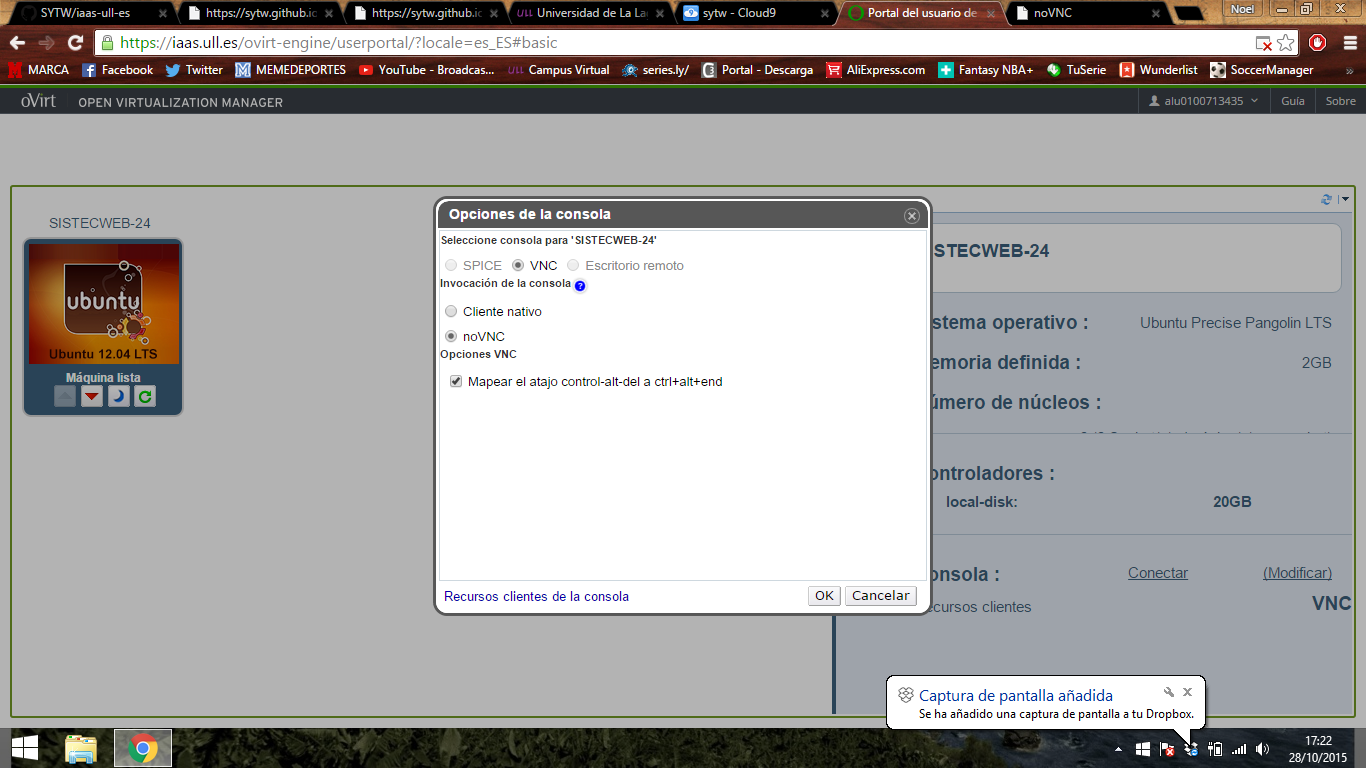 SYTW/iaas-ull-es
https://sytw.github.ic
https://sytw.github.ic
ULL Universidad de La La
sytw - Cloud9
Portal del usuario de
noVNC
Noel
https://iaas.ull.es/ovirt-engine/userportal/?locale=es_ES#basic
MARCA
Facebook
Twitter
MEMEDEPORTES
YouTube - Broadcas...
ULL Campus Virtual
series.ly/
Portal - Descarga
AliExpress.com
Fantasy NBA+
TuSerie
Wunderlist
SoccerManager
»
oVirt OPEN VIRTUALIZATION MANAGER
alu0100713435
Guía
Sobre
SISTECWEB-24
ubuntu
Ubuntu 12.04 LTS
Máquina lista
Opciones de la consola
Seleccione consola para 'SISTECWEB-24'
SPICE VNC Escritorio remoto
Invocación de la consola ?
Cliente nativo
noVNC
Opciones VNC
Mapear el atajo control-alt-del a ctrl+alt+end
Recursos clientes de la consola
OK Cancelar
STECWEB-24
stema operativo : Ubuntu Precise Pangolin LTS
emoria definida : 2GB
úmero de núcleos :
ontroladores :
local-disk: 20GB
onsola : Conectar (Modificar)
ecursos clientes VNC
Captura de pantalla añadida
Se ha añadido una captura de pantalla a tu Dropbox.
17:22
28/10/2015